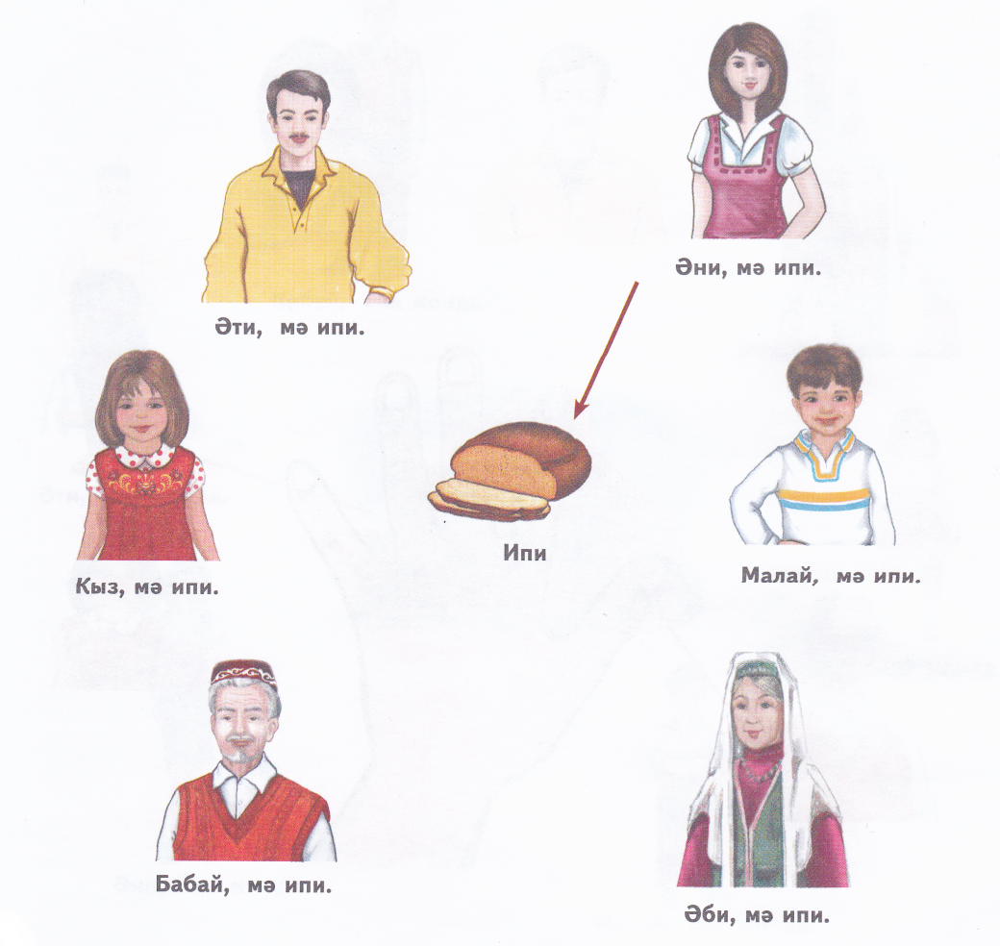 Әни, мә ипи.
Әти, мә ипи.
Ипи
Малай, мә ипи.
Кыз, мә ипи.
Бабай, мә ипи.
Әби, мә ипи.